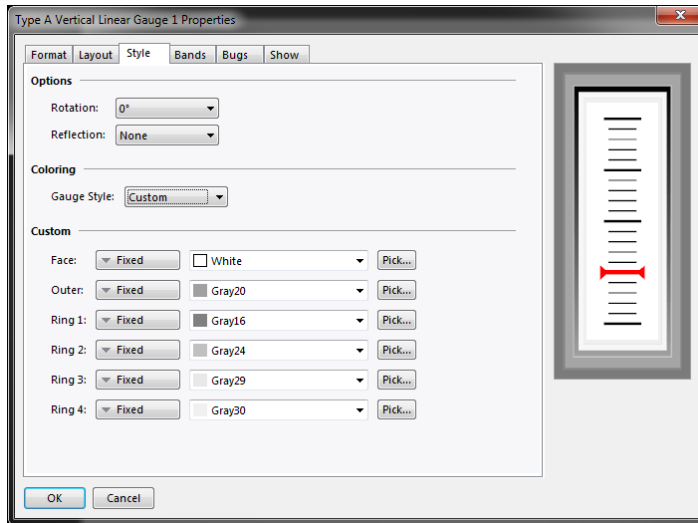 Type A Vertical Linear Gauge 1 Properties
Format Layout Style Bands Bugs Show
Options
Rotation: 0°
Reflection: None
Coloring
Gauge Style: Custom
Custom
Face: Fixed White Pick...
Outer: Fixed Gray20 Pick...
Ring 1: Fixed Gray16 Pick...
Ring 2: Fixed Gray24 Pick...
Ring 3: Fixed Gray29 Pick...
Ring 4: Fixed Gray30 Pick...
OK Cancel